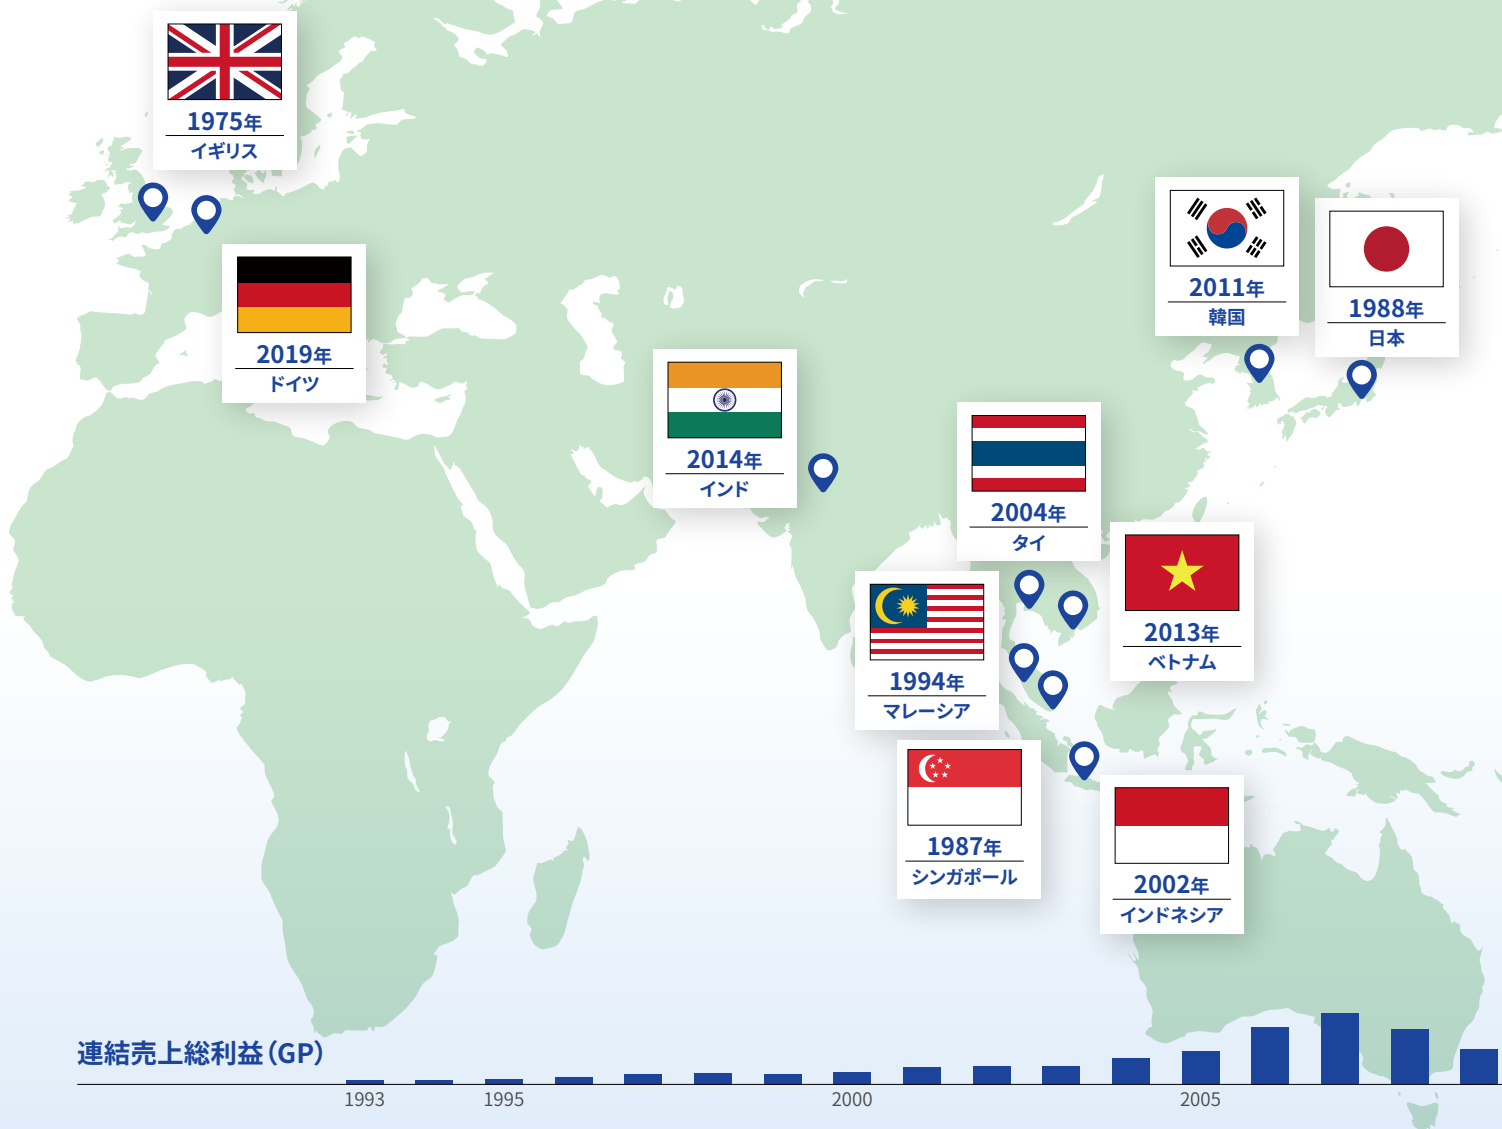 1975年
イギリス
2019年
ドイツ
2011年
韓国
1988年
日本
2014年
インド
2004年
タイ
2013年
ベトナム
1994年
マレーシア
1987年
シンガポール
2002年
インドネシア
連結売上総利益（GP）
1993
1995
2000
2005